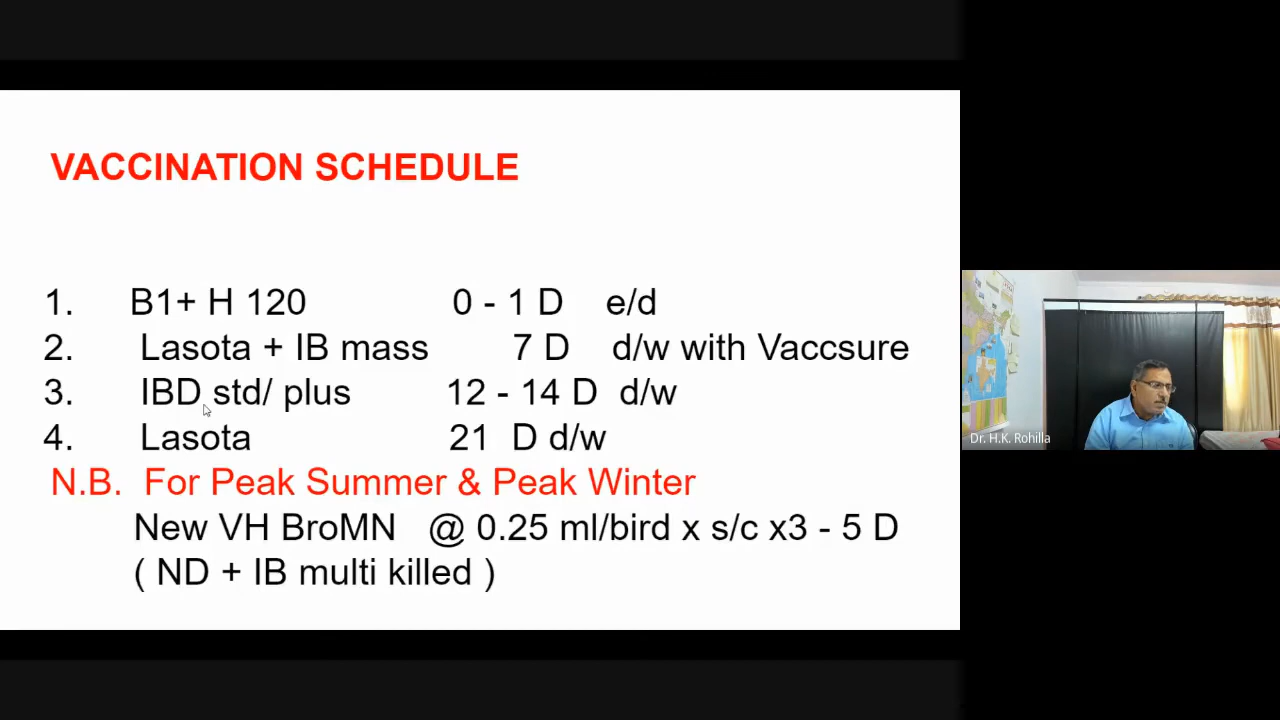 VACCINATION SCHEDULE
1. B1+ H 120 0 - 1 D e/d
2. Lasota + IB mass 7 D d/w with Vaccsure
3. IBD std/ plus 12 - 14 D d/w
4. Lasota 21 D d/w
N.B. For Peak Summer & Peak Winter
New VH BroMN @ 0.25 ml/bird x s/c x3 - 5 D
( ND + IB multi killed )
Dr. H.K. Rohilla